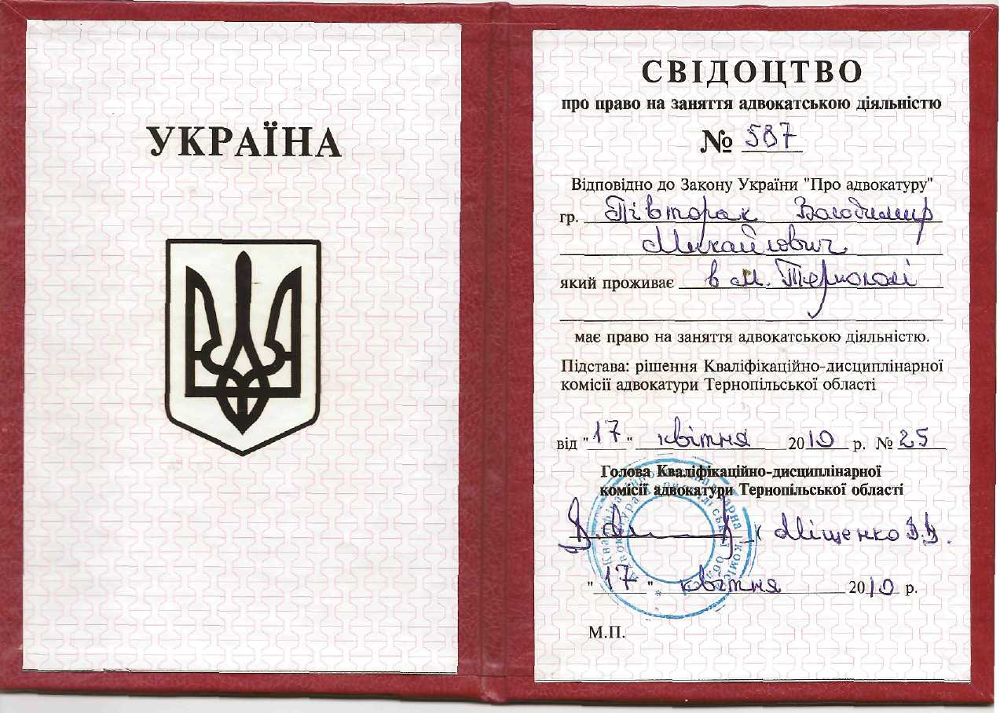 УКРАЇНА
СВІДОЦТВО
про право на заняття адвокатською діяльністю
№ 587
Відповідно до Закону України "Про адвокатуру"
гр. Півторак Володимир
Михайлович
який проживає в м. Тернополі
має право на заняття адвокатською діяльністю.
Підстава: рішення Кваліфікаційно-дисциплінарної
комісії адвокатури Тернопільської області
від "17" квітня 2010 р. № 25
Голова Кваліфікаційно-дисциплінарної
комісії адвокатури Тернопільської області
Міщенко
"17" квітня 2010 р.
М.П.